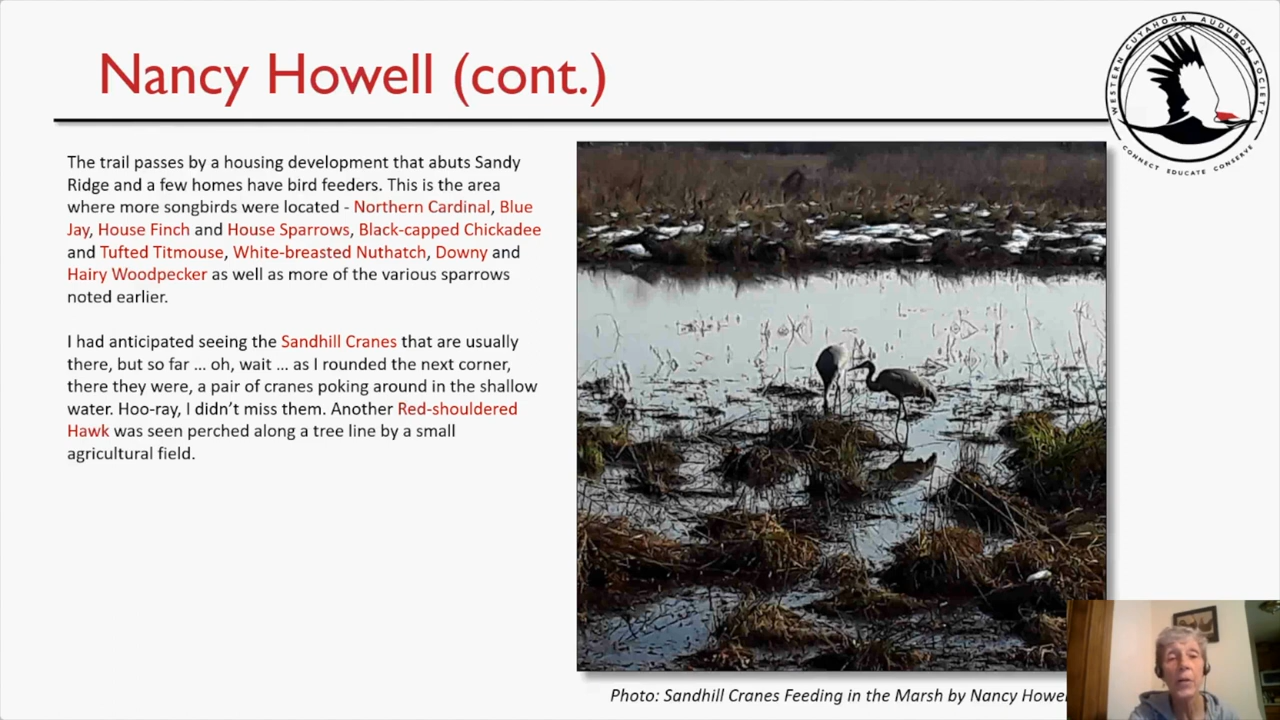 Nancy Howell (cont.)
WESTERN CUYAHOGA AUDUBON SOCIETY
CONNECT EDUCATE CONSERVE
The trail passes by a housing development that abuts Sandy
Ridge and a few homes have bird feeders. This is the area
where more songbirds were located - Northern Cardinal, Blue
Jay, House Finch and House Sparrows, Black-capped Chickadee
and Tufted Titmouse, White-breasted Nuthatch, Downy and
Hairy Woodpecker as well as more of the various sparrows
noted earlier.
I had anticipated seeing the Sandhill Cranes that are usually
there, but so far ... oh, wait ... as I rounded the next corner,
there they were, a pair of cranes poking around in the shallow
water. Hoo-ray, I didn’t miss them. Another Red-shouldered
Hawk was seen perched along a tree line by a small
agricultural field.
Photo: Sandhill Cranes Feeding in the Marsh by Nancy